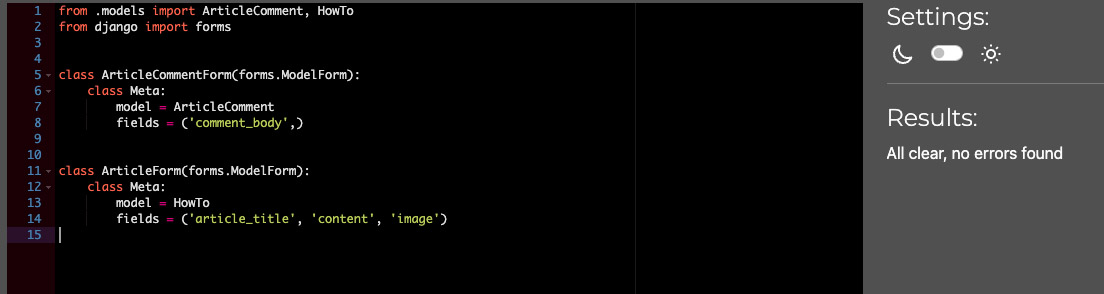 1 from .models import ArticleComment, HowTo
2 from django import forms
3
4
5 class ArticleCommentForm(forms.ModelForm):
6     class Meta:
7         model = ArticleComment
8         fields = ('comment_body',)
9
10
11 class ArticleForm(forms.ModelForm):
12     class Meta:
13         model = HowTo
14         fields = ('article_title', 'content', 'image')
15
Settings:
Results:
All clear, no errors found